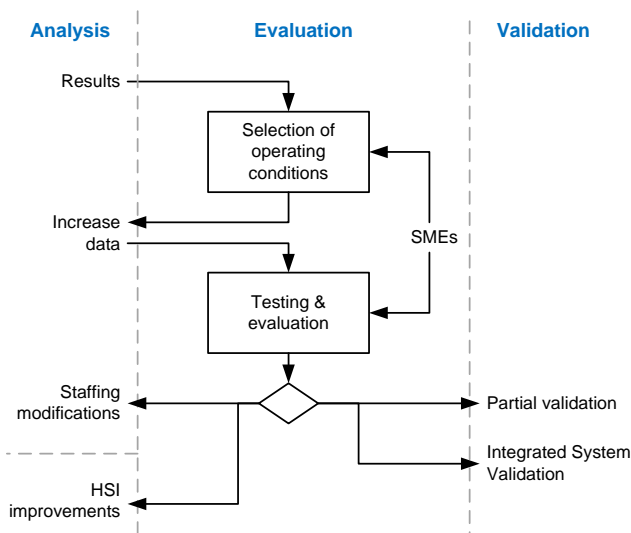 Analysis
Evaluation
Validation
Results
Selection of
operating
conditions
Increase
data
SMEs
Testing &
evaluation
Staffing
modifications
Partial validation
Integrated System
Validation
HSI
improvements